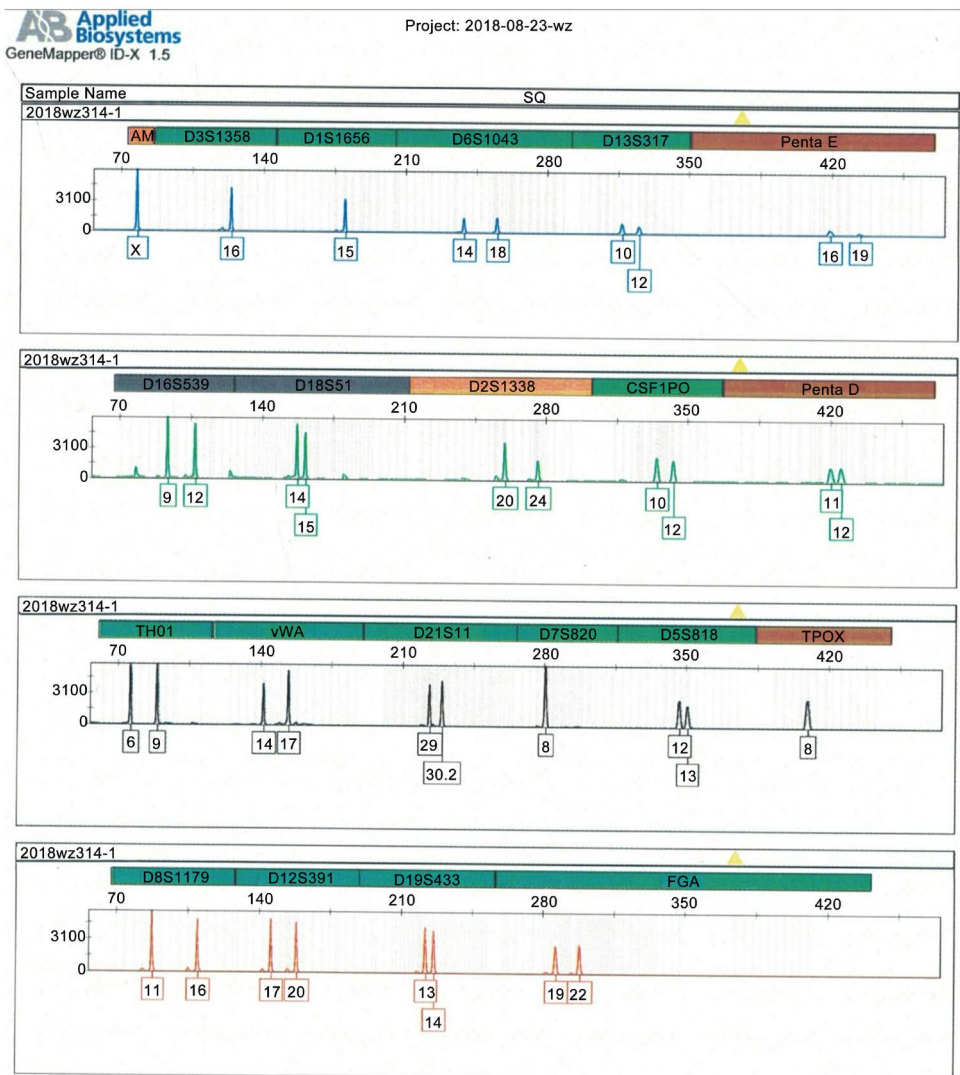 AB Applied
Biosystems
GeneMapper® ID-X 1.5
Project: 2018-08-23-wz
Sample Name SQ
2018wz314-1
AM D3S1358 D1S1656 D6S1043 D13S317 Penta E
70 140 210 280 350 420
3100
0
X 16 15 14 18 10 16 19
12
2018wz314-1
D16S539 D18S51 D2S1338 CSF1PO Penta D
70 140 210 280 350 420
3100
0
9 12 14 20 24 10 11
15 12 12
2018wz314-1
TH01 vWA D21S11 D7S820 D5S818 TPOX
70 140 210 280 350 420
3100
0
6 9 14 17 29 8 12 8
30.2 13
2018wz314-1
D8S1179 D12S391 D19S433 FGA
70 140 210 280 350 420
3100
0
11 16 17 20 13 19 22
14